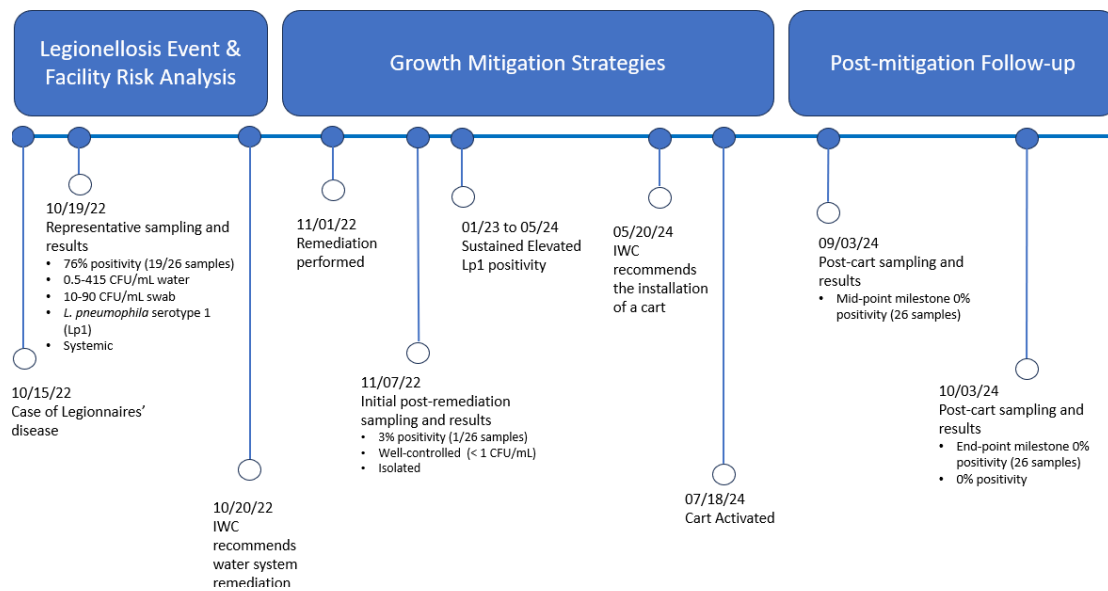 Legionellosis Event &
Facility Risk Analysis
Growth Mitigation Strategies
Post-mitigation Follow-up
10/15/22
Case of Legionnaires'
disease
10/19/22
Representative sampling and
results
• 76% positivity (19/26 samples)
• 0.5-415 CFU/mL water
• 10-90 CFU/mL swab
• L. pneumophila serotype 1
(Lp1)
• Systemic
10/20/22
IWC
recommends
water system
remediation
11/01/22
Remediation
performed
11/07/22
Initial post-remediation
sampling and results
• 3% positivity (1/26 samples)
• Well-controlled (< 1 CFU/mL)
• Isolated
01/23 to 05/24
Sustained Elevated
Lp1 positivity
05/20/24
IWC
recommends
the installation
of a cart
07/18/24
Cart Activated
09/03/24
Post-cart sampling and
results
• Mid-point milestone 0%
positivity (26 samples)
10/03/24
Post-cart sampling and
results
• End-point milestone 0%
positivity (26 samples)
• 0% positivity